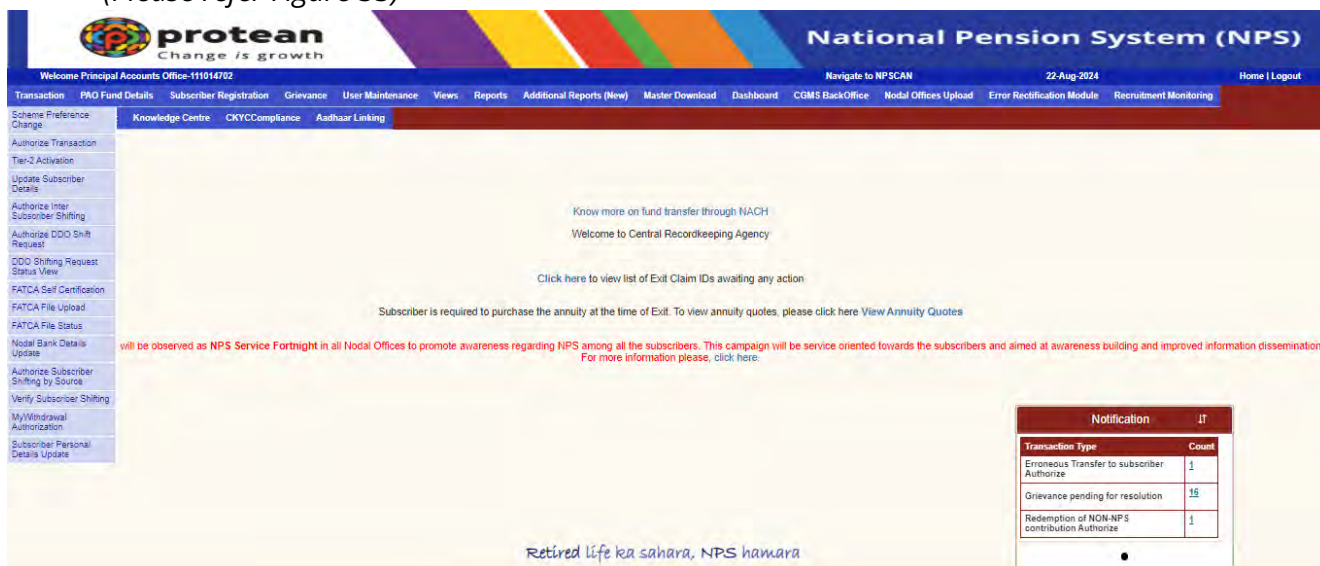 (Please refer Figure 33)
protean
Change is growth
National Pension System (NPS)
Welcome Principal Accounts Office-111014702
Navigate to NPSCAN
22-Aug-2024
Home | Logout
Transaction PAO Fund Details Subscriber Registration Grievance User Maintenance Views Reports Additional Reports (New) Master Download Dashboard CGMS BackOffice Nodal Offices Upload Error Rectification Module Recruitment Monitoring
Knowledge Centre CKYCCompliance Aadhaar Linking
Scheme Preference
Change
Authorize Transaction
Tier-2 Activation
Update Subscriber
Details
Authorize Inter
Subscriber Shifting
Authorize DDO Shift
Request
DDO Shifting Request
Status View
FATCA Self Certification
FATCA File Upload
FATCA File Status
Nodal Bank Details
Update
Authorize Subscriber
Shifting by Source
Verify Subscriber Shifting
MyWithdrawal
Authorization
Subscriber Personal
Details Update
Know more on fund transfer through NACH
Welcome to Central Recordkeeping Agency
Click here to view list of Exit Claim IDs awaiting any action
Subscriber is required to purchase the annuity at the time of Exit. To view annuity quotes, please click here View Annuity Quotes
will be observed as NPS Service Fortnight in all Nodal Offices to promote awareness regarding NPS among all the subscribers. This campaign will be service oriented towards the subscribers and aimed at awareness building and improved information dissemination
For more information please, click here.
Notification
Transaction Type Count
Erroneous Transfer to subscriber
Authorize 1
Grievance pending for resolution 16
Redemption of NON-NPS
contribution Authorize 1
Retired life ka sahara, NPS hamara